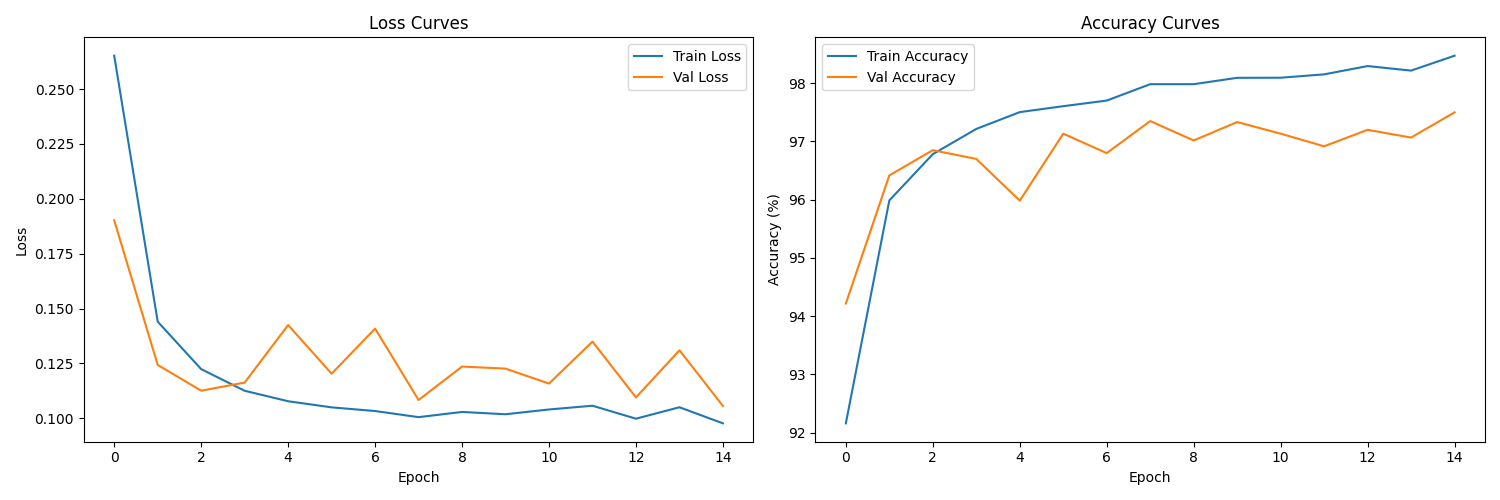 Loss Curves
Train Loss
Val Loss
0.250
0.225
0.200
0.175
0.150
0.125
0.100
Loss
0 2 4 6 8 10 12 14
Epoch
Accuracy Curves
Train Accuracy
Val Accuracy
98
97
96
95
94
93
92
Accuracy (%)
0 2 4 6 8 10 12 14
Epoch